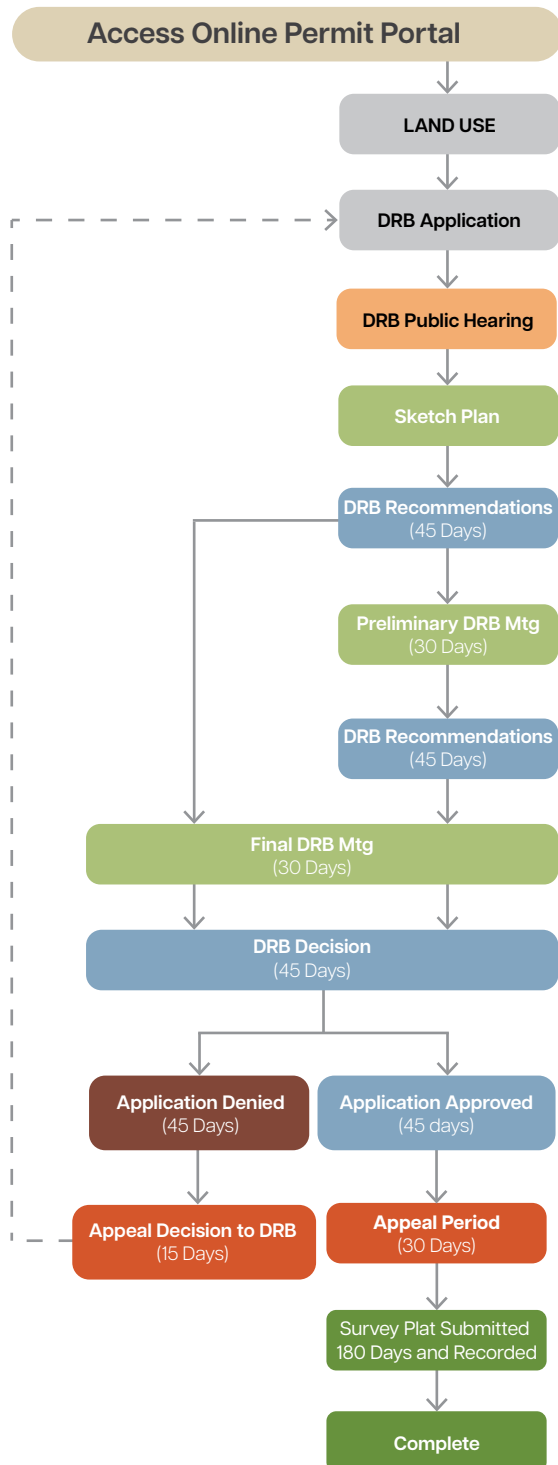 Access Online Permit Portal
LAND USE
DRB Application
DRB Public Hearing
Sketch Plan
DRB Recommendations
(45 Days)
Preliminary DRB Mtg
(30 Days)
DRB Recommendations
(45 Days)
Final DRB Mtg
(30 Days)
DRB Decision
(45 Days)
Application Denied
(45 Days)
Application Approved
(45 days)
Appeal Decision to DRB
(15 Days)
Appeal Period
(30 Days)
Survey Plat Submitted
180 Days and Recorded
Complete